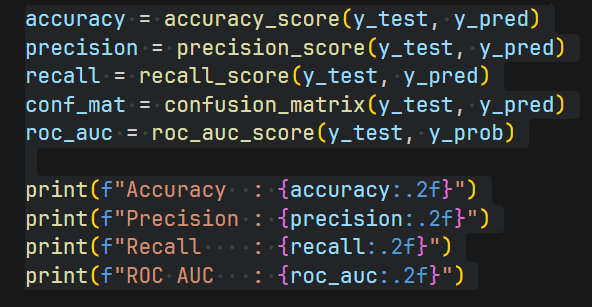 accuracy = accuracy_score(y_test, y_pred)
precision = precision_score(y_test, y_pred)
recall = recall_score(y_test, y_pred)
conf_mat = confusion_matrix(y_test, y_pred)
roc_auc = roc_auc_score(y_test, y_prob)

print(f"Accuracy  : {accuracy:.2f}")
print(f"Precision : {precision:.2f}")
print(f"Recall    : {recall:.2f}")
print(f"ROC AUC   : {roc_auc:.2f}")